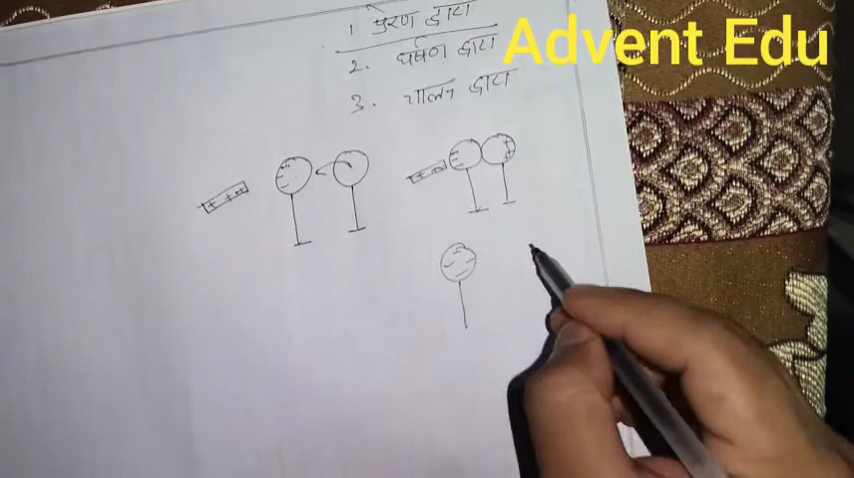 1 प्रेरण द्वारा
2. घर्षण द्वारा
3. चालन द्वारा
Advent Edu